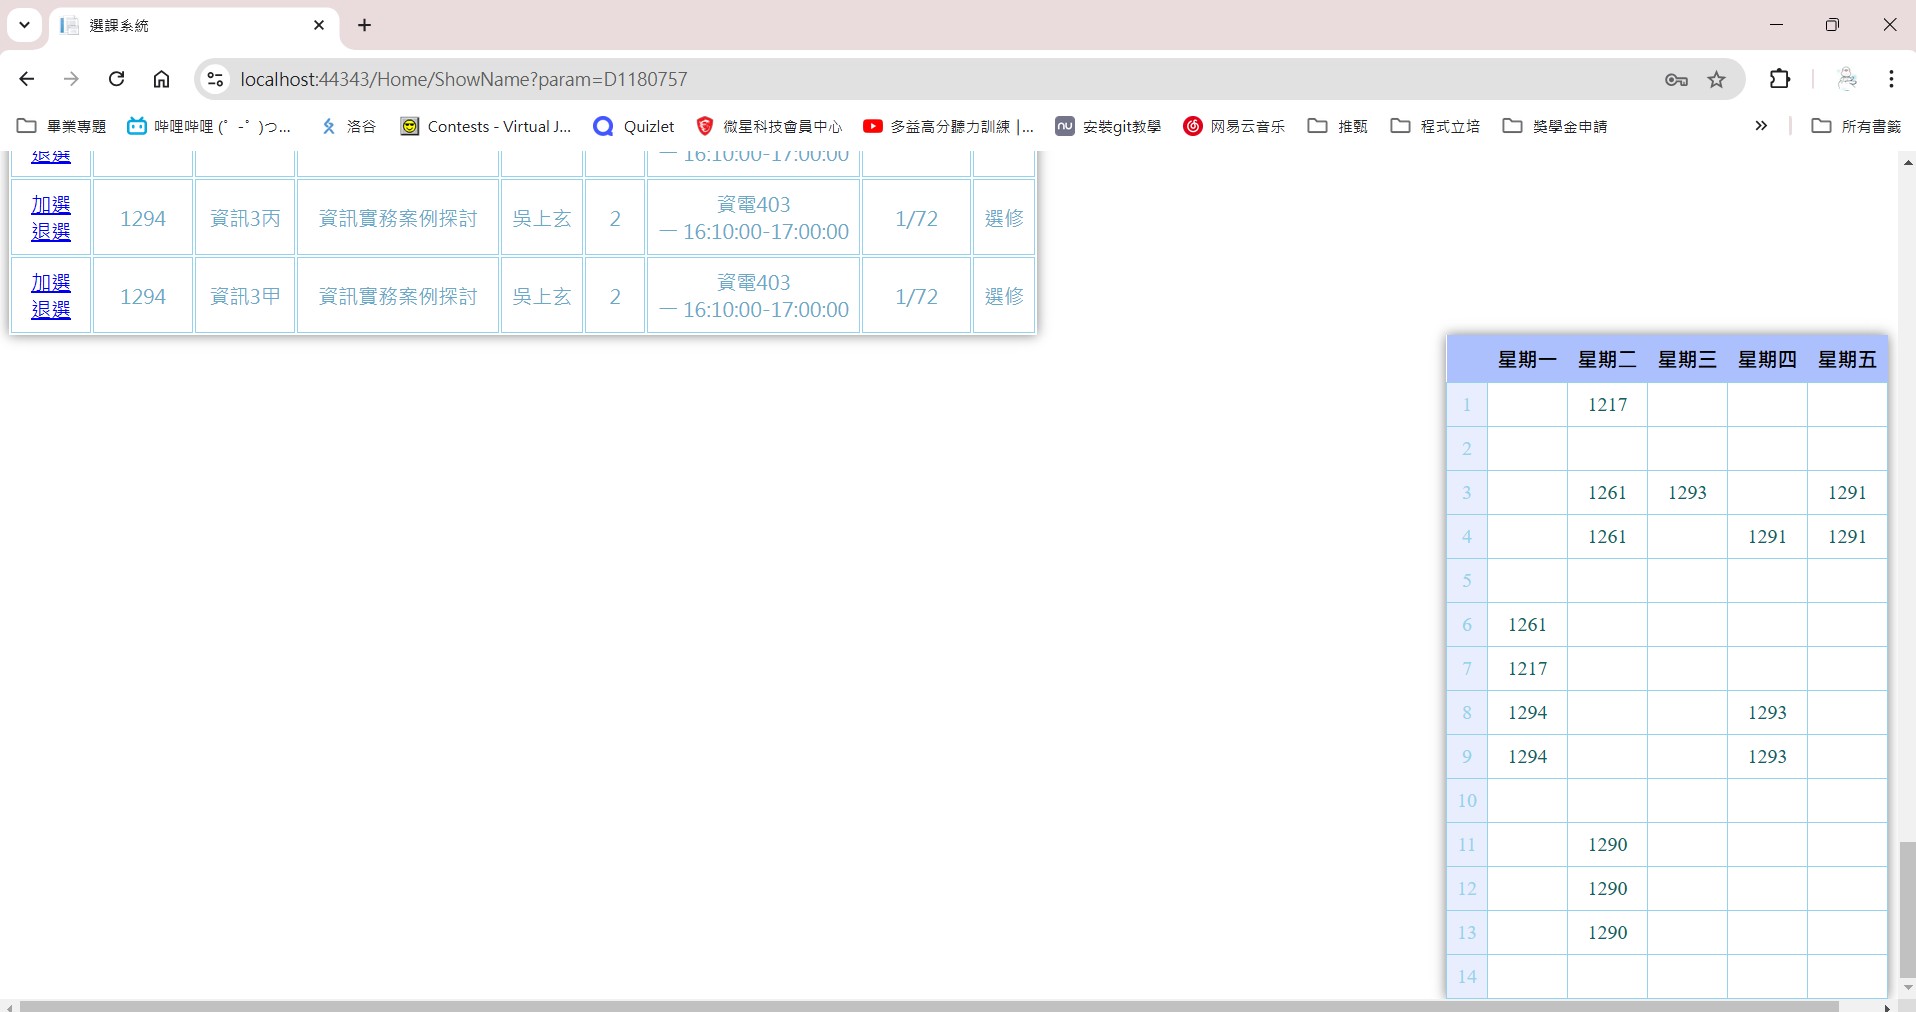 選課系統
localhost:44343/Home/ShowName?param=D1180757
畢業專題 哔哩哔哩 (゜-゜)つ... 洛谷 Contests - Virtual J... Quizlet 微星科技會員中心 多益高分聽力訓練 |... nu 安裝git教學 网易云音乐 推甄 程式立培 獎學金申請 » 所有書籤
退選 一 16:10:00-17:00:00
加選
退選 1294 資訊3丙 資訊實務案例探討 吳上玄 2 資電403
一 16:10:00-17:00:00 1/72 選修
加選
退選 1294 資訊3甲 資訊實務案例探討 吳上玄 2 資電403
一 16:10:00-17:00:00 1/72 選修
星期一 星期二 星期三 星期四 星期五
1 1217
2
3 1261 1293 1291
4 1261 1291 1291
5
6 1261
7 1217
8 1294 1293
9 1294 1293
10
11 1290
12 1290
13 1290
14